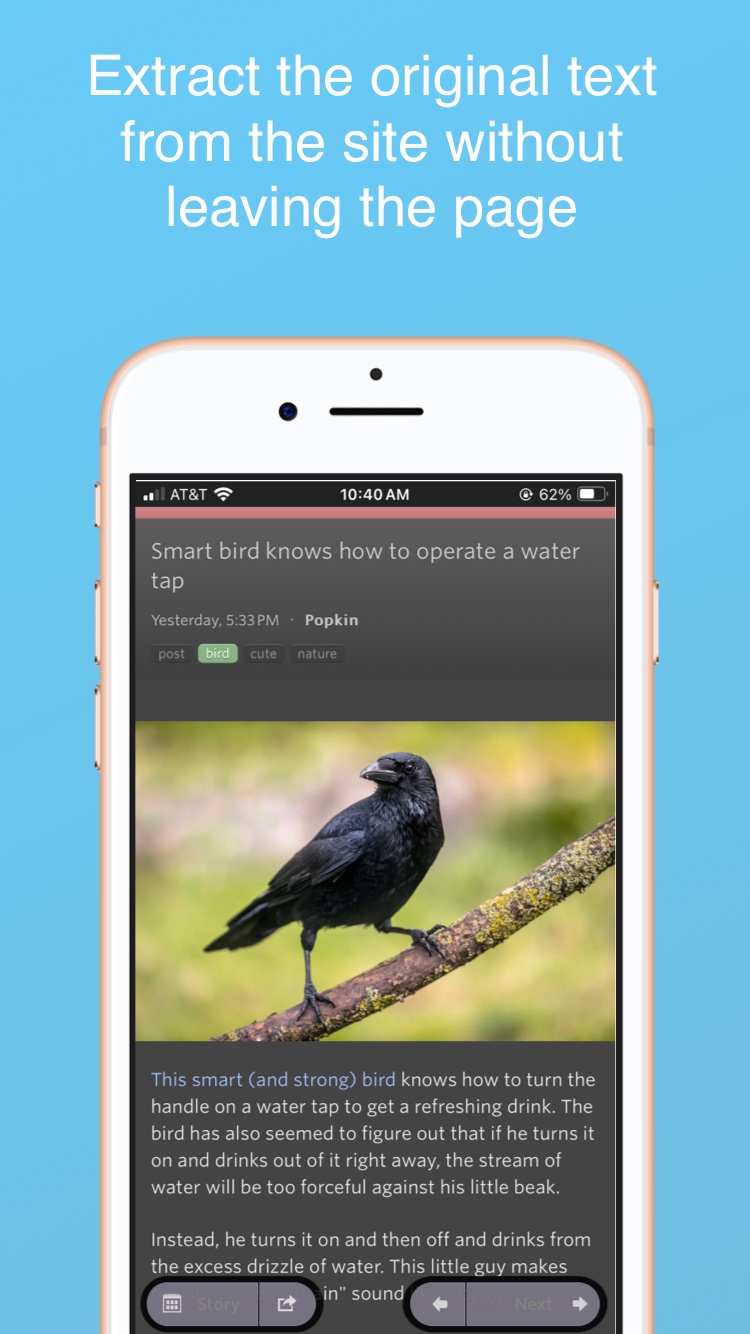 Extract the original text
from the site without
leaving the page
AT&T 10:40 AM 62%
Smart bird knows how to operate a water
tap
Yesterday, 5:33 PM · Popkin
post bird cute nature
This smart (and strong) bird knows how to turn the
handle on a water tap to get a refreshing drink. The
bird has also seemed to figure out that if he turns it
on and drinks out of it right away, the stream of
water will be too forceful against his little beak.
Instead, he turns it on and then off and drinks from
the excess drizzle of water. This little guy makes
sound
Story Next